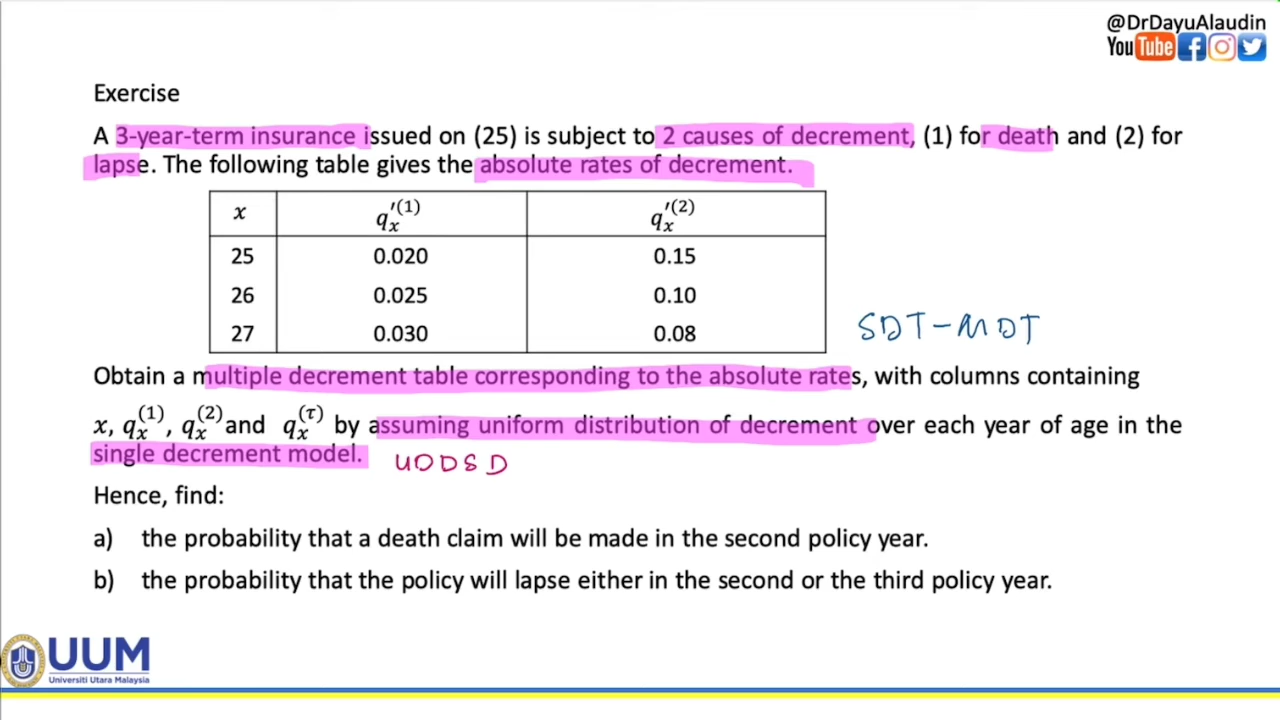 @DrDayuAlaudin
YouTube
Exercise
A 3-year-term insurance issued on (25) is subject to 2 causes of decrement, (1) for death and (2) for
lapse. The following table gives the absolute rates of decrement.
x q′ₓ⁽¹⁾ q′ₓ⁽²⁾
25 0.020 0.15
26 0.025 0.10
27 0.030 0.08
SDT-MDT
Obtain a multiple decrement table corresponding to the absolute rates, with columns containing
x, qₓ⁽¹⁾, qₓ⁽²⁾ and qₓ⁽τ⁾ by assuming uniform distribution of decrement over each year of age in the
single decrement model.
UDDSD
Hence, find:
a) the probability that a death claim will be made in the second policy year.
b) the probability that the policy will lapse either in the second or the third policy year.
UUM
Universiti Utara Malaysia